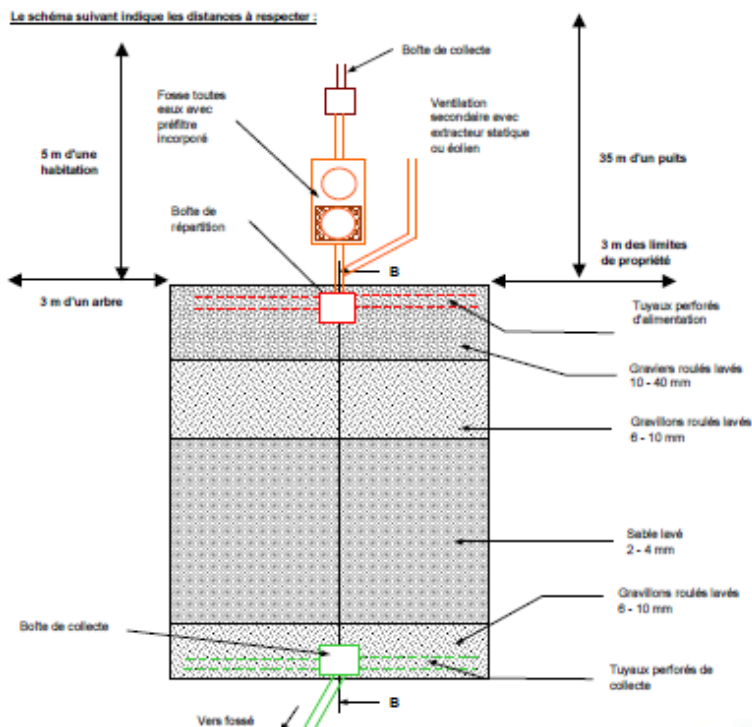 Le schéma suivant indique les distances à respecter :
Boîte de collecte
Fosse toutes
eaux avec
préfiltre
incorporé
Ventilation
secondaire avec
extracteur statique
ou éolien
5 m d'une
habitation
35 m d'un puits
Boîte de
répartition
3 m des limites
de propriété
B
3 m d'un arbre
Tuyaux perforés
d'alimentation
Graviers roulés lavés
10 - 40 mm
Gravillons roulés lavés
6 - 10 mm
Sable lavé
2 - 4 mm
Gravillons roulés lavés
6 - 10 mm
Boîte de collecte
Tuyaux perforés de
collecte
B
Vers fossé